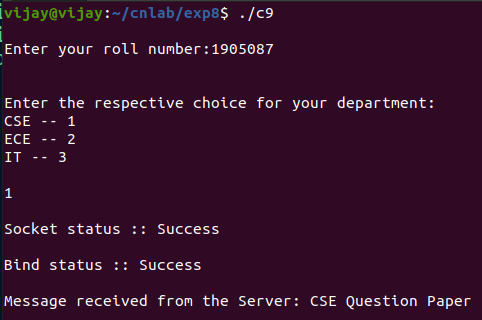 vijay@vijay:~/cnlab/exp8$ ./c9
Enter your roll number:1905087
Enter the respective choice for your department:
CSE -- 1
ECE -- 2
IT -- 3
1
Socket status :: Success
Bind status :: Success
Message received from the Server: CSE Question Paper